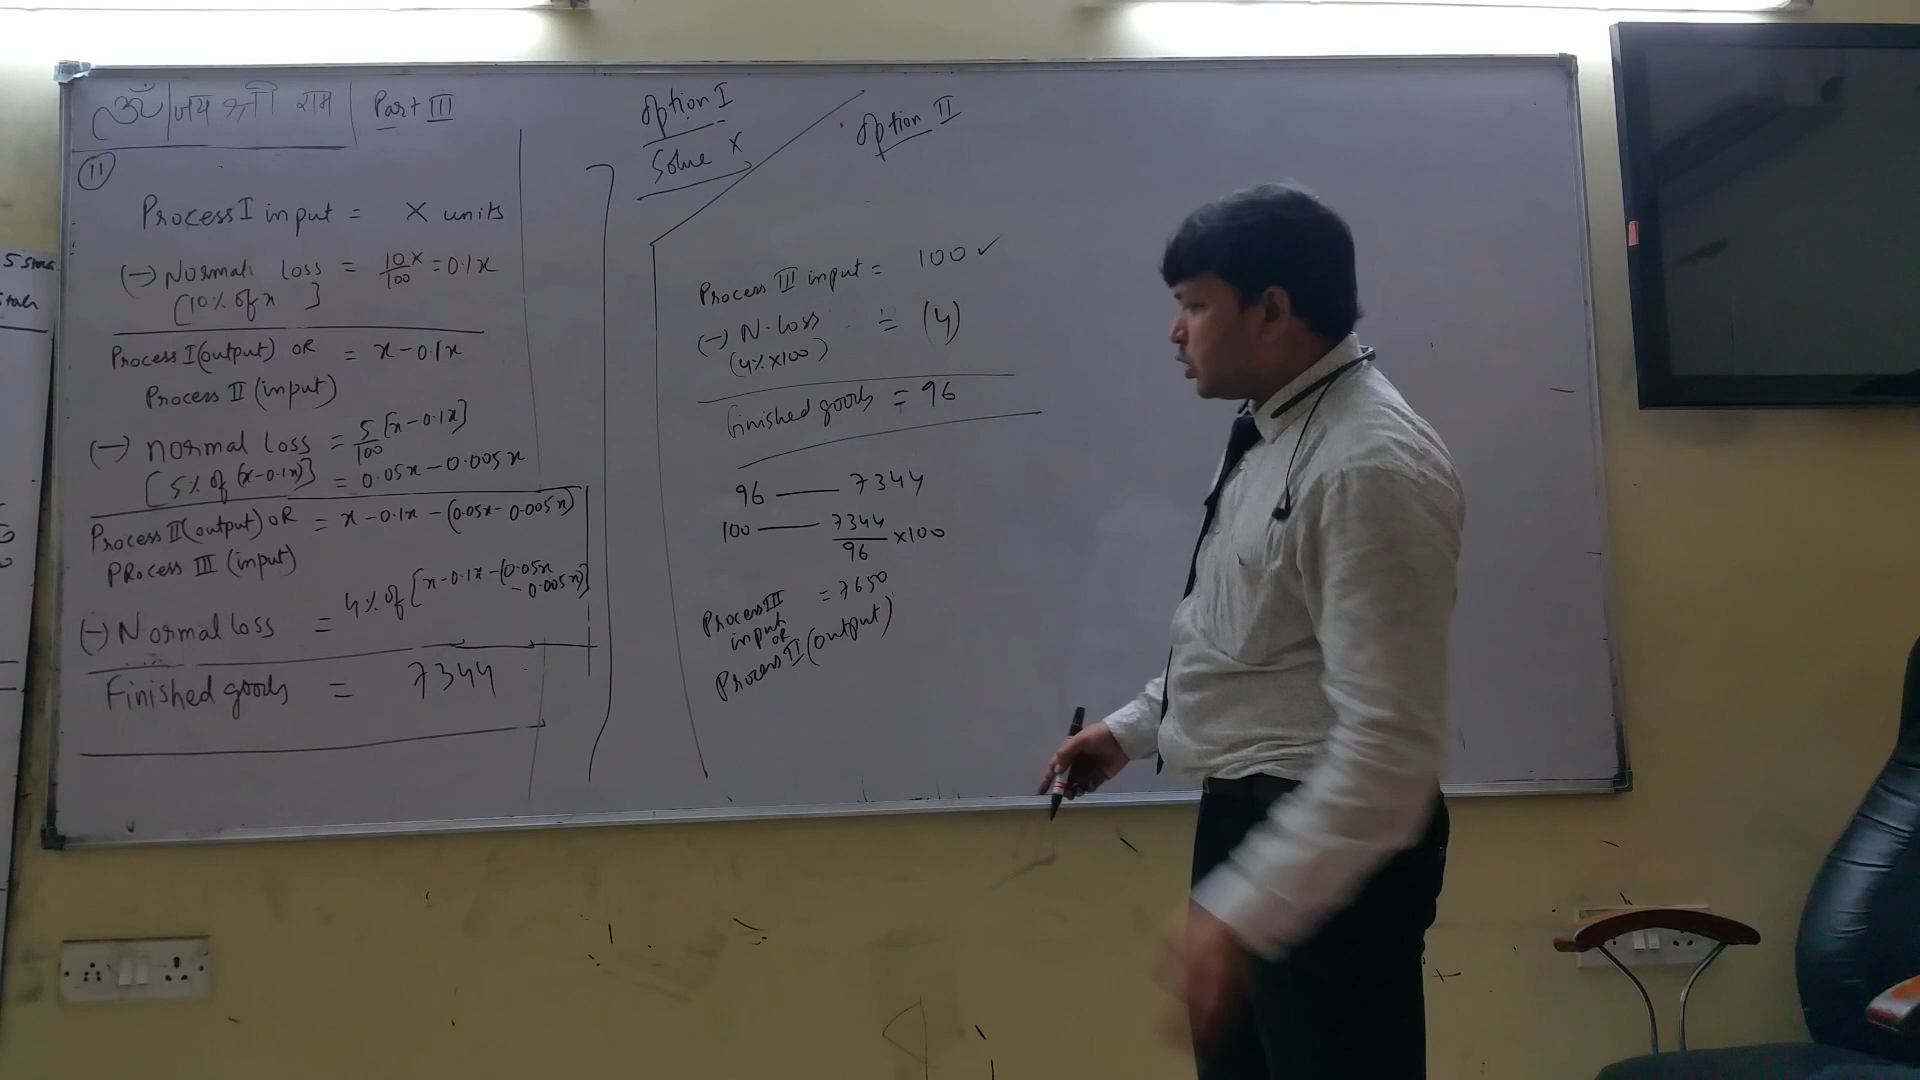 ॐ जय श्री राम Part III
11
Process I input = X units
(-) Normal loss = 10x/100 = 0.1x
[10% of x]
Process I (output) OR = x - 0.1x
Process II (input)
(-) Normal Loss = 5/100 [x - 0.1x]
[5% of (x-0.1x)] = 0.05x - 0.005x
Process II (output) OR = x - 0.1x - (0.05x - 0.005x)
PRocess III (input)
(-) Normal loss = 4% of [x - 0.1x - (0.05x - 0.005x)]
Finished goods = 7344
Option I
Solve X
Option II
Process III input = 100 ✓
(-) N. Loss = (4)
(4% x 100)
Finished goods = 96
96 — 7344
100 — 7344/96 x100
Process III = 7650
input
OR
Process II (output)
5 Stac